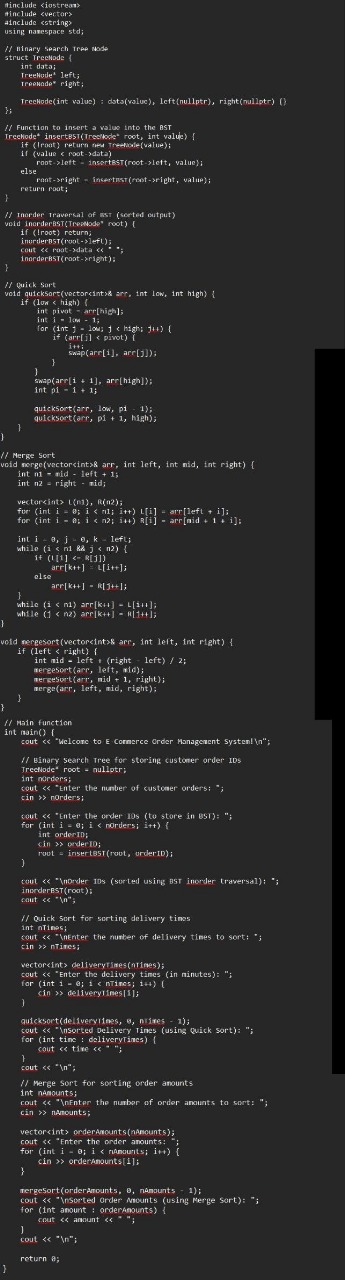 #include <iostream>
#include <vector>
#include <string>
using namespace std;

// Binary Search Tree Node
struct TreeNode {
    int data;
    TreeNode* left;
    TreeNode* right;

    TreeNode(int value) : data(value), left(nullptr), right(nullptr) {}
};

// Function to insert a value into the BST
TreeNode* insertBST(TreeNode* root, int value) {
    if (!root) return new TreeNode(value);
    if (value < root->data)
        root->left = insertBST(root->left, value);
    else
        root->right = insertBST(root->right, value);
    return root;
}

// Inorder Traversal of BST (sorted output)
void inorderBST(TreeNode* root) {
    if (!root) return;
    inorderBST(root->left);
    cout << root->data << " ";
    inorderBST(root->right);
}

// Quick Sort
void quickSort(vector<int>& arr, int low, int high) {
    if (low < high) {
        int pivot = arr[high];
        int i = low - 1;
        for (int j = low; j < high; j++) {
            if (arr[j] < pivot) {
                i++;
                swap(arr[i], arr[j]);
            }
        }
        swap(arr[i + 1], arr[high]);
        int pi = i + 1;

        quickSort(arr, low, pi - 1);
        quickSort(arr, pi + 1, high);
    }
}

// Merge Sort
void merge(vector<int>& arr, int left, int mid, int right) {
    int n1 = mid - left + 1;
    int n2 = right - mid;

    vector<int> L(n1), R(n2);
    for (int i = 0; i < n1; i++) L[i] = arr[left + i];
    for (int i = 0; i < n2; i++) R[i] = arr[mid + 1 + i];

    int i = 0, j = 0, k = left;
    while (i < n1 && j < n2) {
        if (L[i] <= R[j])
            arr[k++] = L[i++];
        else
            arr[k++] = R[j++];
    }
    while (i < n1) arr[k++] = L[i++];
    while (j < n2) arr[k++] = R[j++];
}

void mergeSort(vector<int>& arr, int left, int right) {
    if (left < right) {
        int mid = left + (right - left) / 2;
        mergeSort(arr, left, mid);
        mergeSort(arr, mid + 1, right);
        merge(arr, left, mid, right);
    }
}

// Main function
int main() {
    cout << "Welcome to E-Commerce Order Management System!\n";

    // Binary Search Tree for storing customer order IDs
    TreeNode* root = nullptr;
    int nOrders;
    cout << "Enter the number of customer orders: ";
    cin >> nOrders;

    cout << "Enter the order IDs (to store in BST): ";
    for (int i = 0; i < nOrders; i++) {
        int orderID;
        cin >> orderID;
        root = insertBST(root, orderID);
    }

    cout << "\nOrder IDs (sorted using BST inorder traversal): ";
    inorderBST(root);
    cout << "\n";

    // Quick Sort for sorting delivery times
    int nTimes;
    cout << "\nEnter the number of delivery times to sort: ";
    cin >> nTimes;

    vector<int> deliveryTimes(nTimes);
    cout << "Enter the delivery times (in minutes): ";
    for (int i = 0; i < nTimes; i++) {
        cin >> deliveryTimes[i];
    }

    quickSort(deliveryTimes, 0, nTimes - 1);
    cout << "\nSorted Delivery Times (using Quick Sort): ";
    for (int time : deliveryTimes) {
        cout << time << " ";
    }
    cout << "\n";

    // Merge Sort for sorting order amounts
    int nAmounts;
    cout << "\nEnter the number of order amounts to sort: ";
    cin >> nAmounts;

    vector<int> orderAmounts(nAmounts);
    cout << "Enter the order amounts: ";
    for (int i = 0; i < nAmounts; i++) {
        cin >> orderAmounts[i];
    }

    mergeSort(orderAmounts, 0, nAmounts - 1);
    cout << "\nSorted Order Amounts (using Merge Sort): ";
    for (int amount : orderAmounts) {
        cout << amount << " ";
    }
    cout << "\n";

    return 0;
}